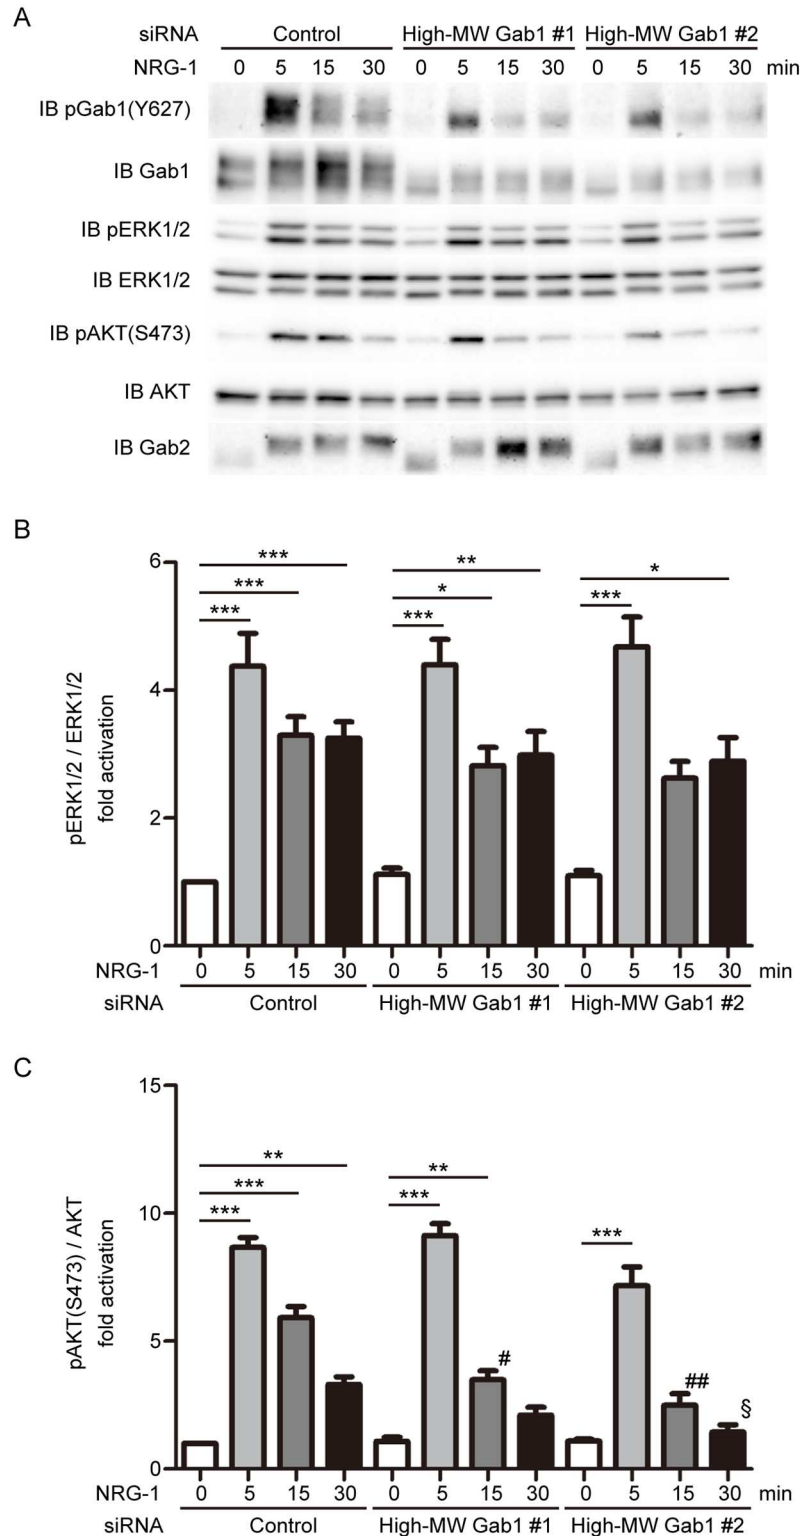 A
siRNA Control High-MW Gab1 #1 High-MW Gab1 #2
NRG-1 0 5 15 30 0 5 15 30 0 5 15 30 min
IB pGab1(Y627)
IB Gab1
IB pERK1/2
IB ERK1/2
IB pAKT(S473)
IB AKT
IB Gab2
B
pERK1/2 / ERK1/2
fold activation
6
4
2
0
*** ** *
*** * ***
*** ***
NRG-1 0 5 15 30 0 5 15 30 0 5 15 30 min
siRNA Control High-MW Gab1 #1 High-MW Gab1 #2
C
pAKT(S473) / AKT
fold activation
15
10
5
0
** **
*** *** ***
***
# ## §
NRG-1 0 5 15 30 0 5 15 30 0 5 15 30 min
siRNA Control High-MW Gab1 #1 High-MW Gab1 #2